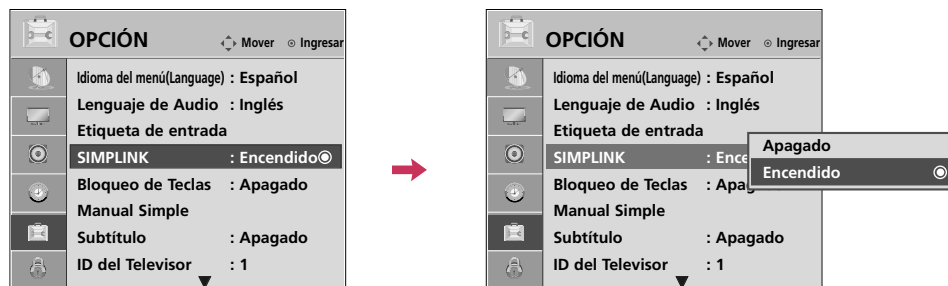 OPCIÓN Mover Ingresar
Idioma del menú(Language) : Español
Lenguaje de Audio : Inglés
Etiqueta de entrada
SIMPLINK : Encendido
Bloqueo de Teclas : Apagado
Manual Simple
Subtítulo : Apagado
ID del Televisor : 1
OPCIÓN Mover Ingresar
Idioma del menú(Language) : Español
Lenguaje de Audio : Inglés
Etiqueta de entrada
SIMPLINK : Ence
Bloqueo de Teclas : Apag
Manual Simple
Subtítulo : Apagado
ID del Televisor : 1
Apagado
Encendido